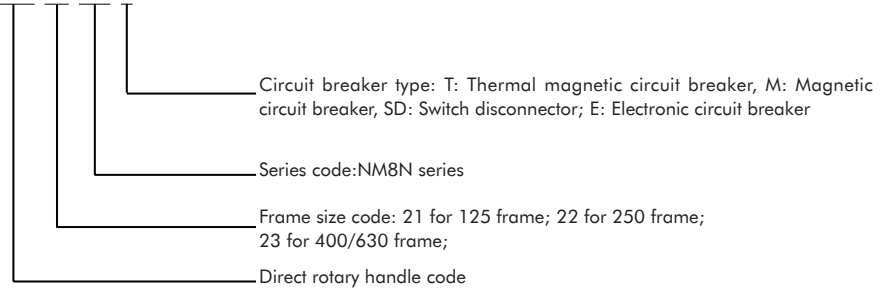 Circuit breaker type: T: Thermal magnetic circuit breaker, M: Magnetic
circuit breaker, SD: Switch disconnector; E: Electronic circuit breaker
Series code:NM8N series
Frame size code: 21 for 125 frame; 22 for 250 frame;
23 for 400/630 frame;
Direct rotary handle code